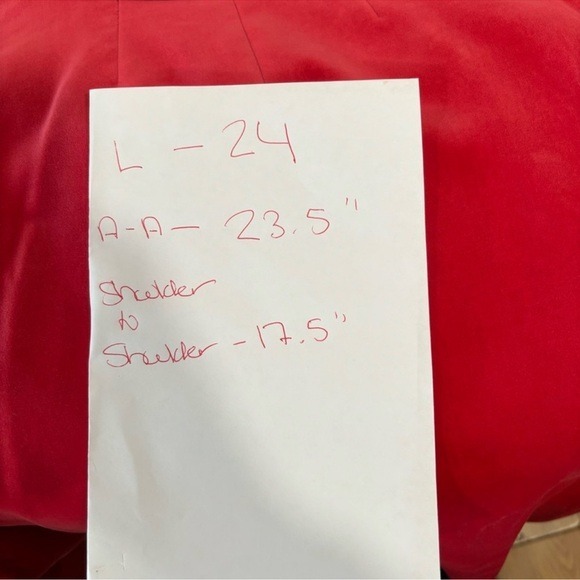 L - 24
A-A- 23.5"
Shoulder
to
Shoulder - 17.5"